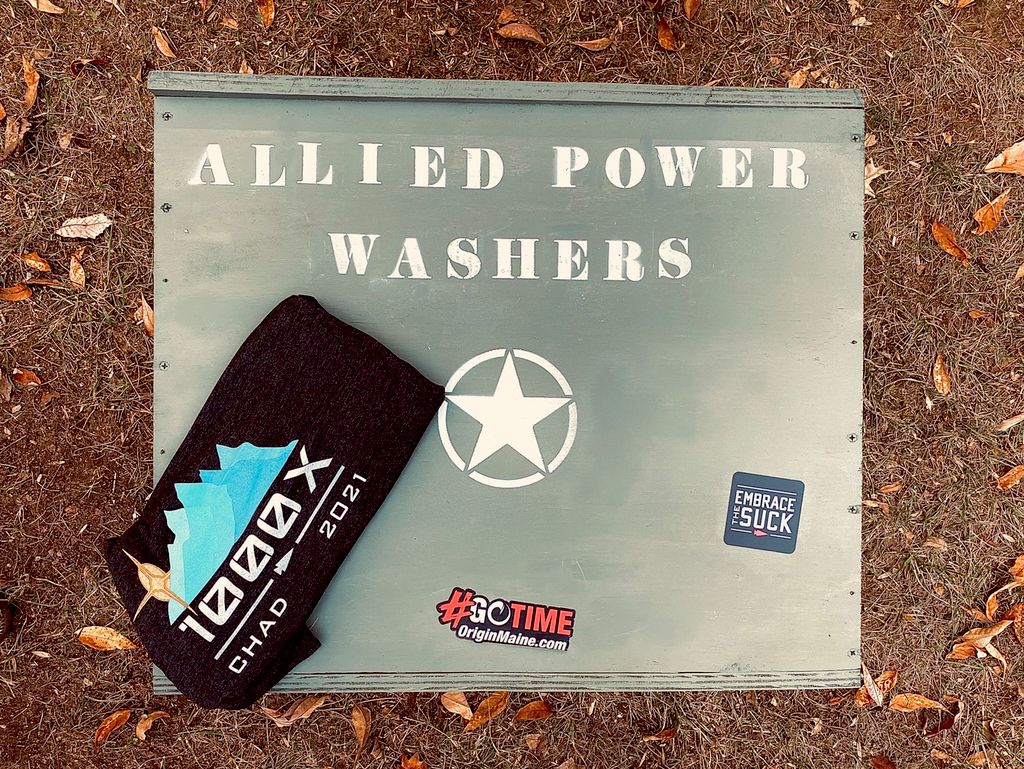 ALLIED POWER
WASHERS
1000X
CHAD 2021
EMBRACE
THE SUCK
#GOTIME
OriginMaine.com